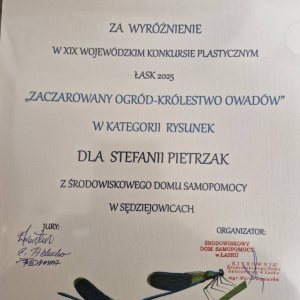 ZA WYRÓŻNIENIE
W XIX WOJEWÓDZKIM KONKURSIE PLASTYCZNYM
ŁASK 2025
„ZACZAROWANY OGRÓD-KRÓLESTWO OWADÓW”
W KATEGORII RYSUNEK
DLA STEFANII PIETRZAK
Z ŚRODOWISKOWEGO DOMU SAMOPOMOCY
W SĘDZIEJOWICACH
JURY:
ORGANIZATOR:
ŚRODOWISKOWY
DOM SAMOPOMOCY
w ŁASKU
KIEROWNIK